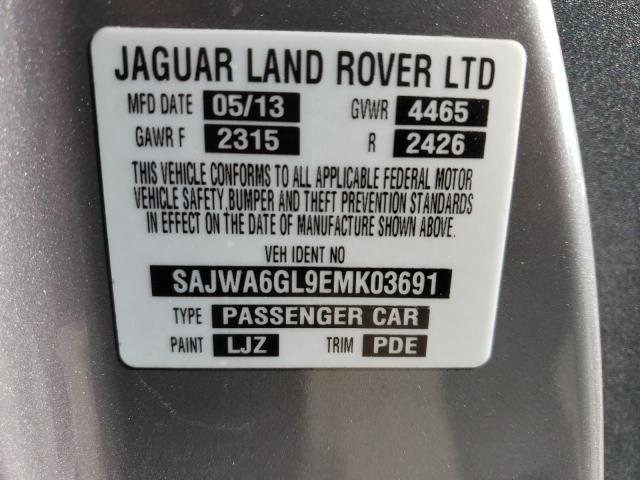 JAGUAR LAND ROVER LTD
MFD DATE 05/13 GVWR 4465
GAWR F 2315 R 2426
THIS VEHICLE CONFORMS TO ALL APPLICABLE FEDERAL MOTOR
VEHICLE SAFETY,BUMPER AND THEFT PREVENTION STANDARDS
IN EFFECT ON THE DATE OF MANUFACTURE SHOWN ABOVE.
VEH IDENT NO
SAJWA6GL9EMK03691
TYPE PASSENGER CAR
PAINT LJZ TRIM PDE